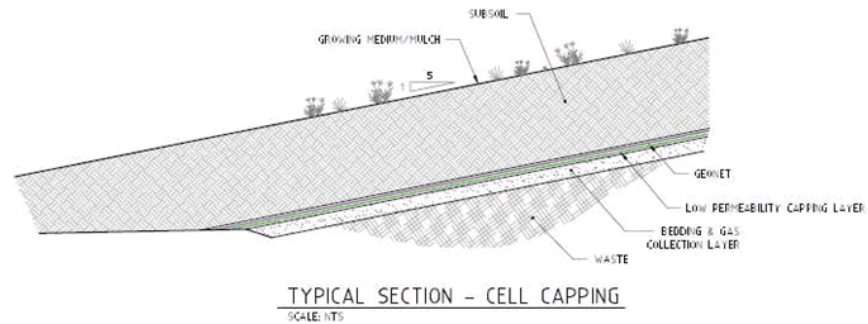 SUBSOIL
GROWING MEDIUM/MULCH
5
1
GEONET
LOW PERMEABILITY CAPPING LAYER
BEDDING & GAS
COLLECTION LAYER
WASTE
TYPICAL SECTION - CELL CAPPING
SCALE: NTS